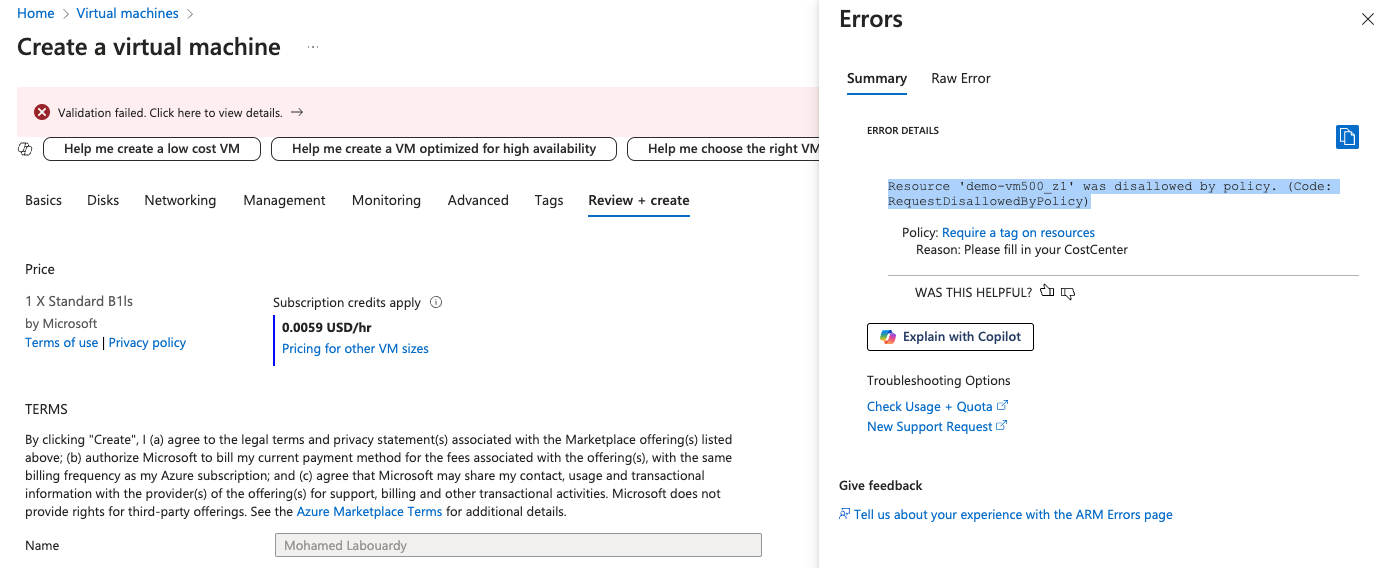 Home > Virtual machines >
Create a virtual machine ...
Validation failed. Click here to view details. →
Help me create a low cost VM
Help me create a VM optimized for high availability
Help me choose the right VM
Basics Disks Networking Management Monitoring Advanced Tags Review + create
Price
1 X Standard B1ls
by Microsoft
Terms of use | Privacy policy
Subscription credits apply
0.0059 USD/hr
Pricing for other VM sizes
TERMS
By clicking "Create", I (a) agree to the legal terms and privacy statement(s) associated with the Marketplace offering(s) listed
above; (b) authorize Microsoft to bill my current payment method for the fees associated with the offering(s), with the same
billing frequency as my Azure subscription; and (c) agree that Microsoft may share my contact, usage and transactional
information with the provider(s) of the offering(s) for support, billing and other transactional activities. Microsoft does not
provide rights for third-party offerings. See the Azure Marketplace Terms for additional details.
Name
Mohamed Labouardy
Errors
Summary Raw Error
ERROR DETAILS
Resource 'demo-vm500_z1' was disallowed by policy. (Code:
RequestDisallowedByPolicy)
Policy: Require a tag on resources
Reason: Please fill in your CostCenter
WAS THIS HELPFUL?
Explain with Copilot
Troubleshooting Options
Check Usage + Quota
New Support Request
Give feedback
Tell us about your experience with the ARM Errors page